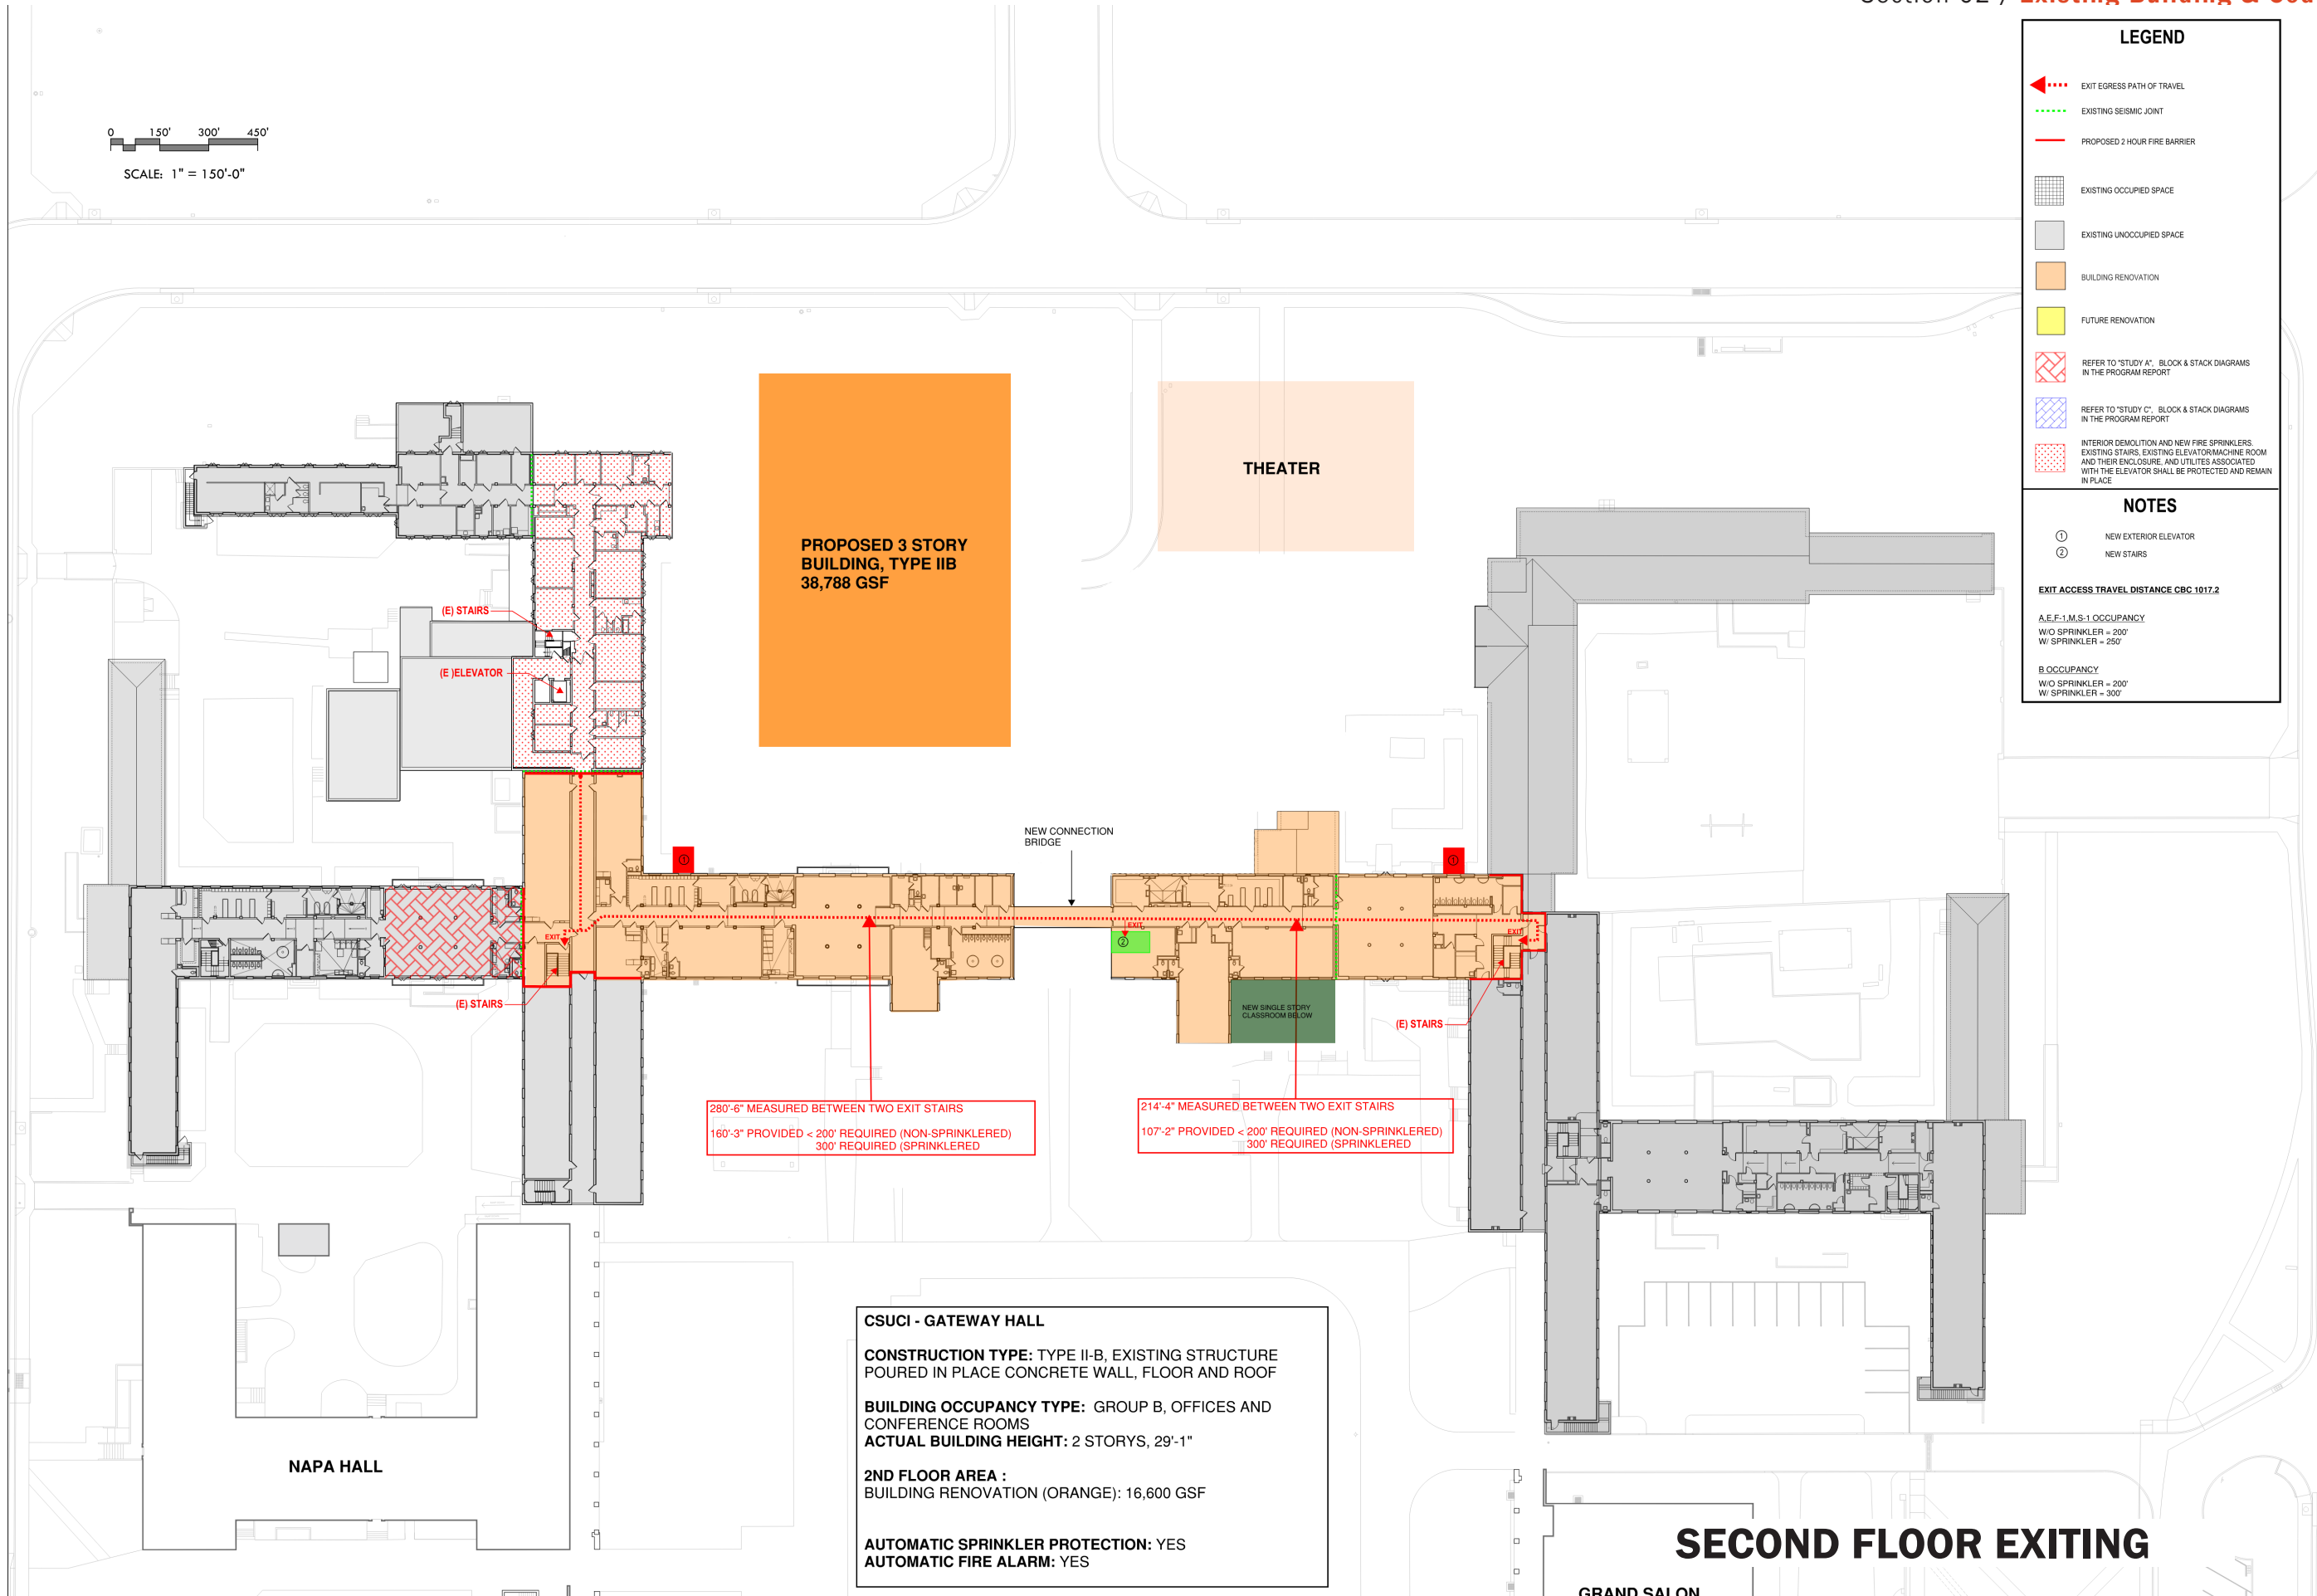 Section 02 / Existing Building &
LEGEND
EXIT EGRESS PATH OF TRAVEL
EXISTING SEISMIC JOINT
PROPOSED 2 HOUR FIRE BARRIER
EXISTING OCCUPIED SPACE
EXISTING UNOCCUPIED SPACE
BUILDING RENOVATION
FUTURE RENOVATION
REFER TO "STUDY A", BLOCK & STACK DIAGRAMS
IN THE PROGRAM REPORT
REFER TO "STUDY C", BLOCK & STACK DIAGRAMS
IN THE PROGRAM REPORT
INTERIOR DEMOLITION AND NEW FIRE SPRINKLERS.
EXISTING STAIRS, EXISTING ELEVATOR/MACHINE ROOM
AND THEIR ENCLOSURE, AND UTILITES ASSOCIATED
WITH THE ELEVATOR SHALL BE PROTECTED AND REMAIN
IN PLACE
NOTES
1 NEW EXTERIOR ELEVATOR
2 NEW STAIRS
EXIT ACCESS TRAVEL DISTANCE CBC 1017.2
A,E,F-1,M,S-1 OCCUPANCY
W/O SPRINKLER = 200'
W/ SPRINKLER = 250'
B OCCUPANCY
W/O SPRINKLER = 200'
W/ SPRINKLER = 300'
0 150' 300' 450'
SCALE: 1" = 150'-0"
PROPOSED 3 STORY
BUILDING, TYPE IIB
38,788 GSF
THEATER
(E) STAIRS
(E )ELEVATOR
NEW CONNECTION
BRIDGE
1
1
EXIT
EXIT
2
EXIT
(E) STAIRS
NEW SINGLE STORY
CLASSROOM BELOW
(E) STAIRS
280'-6" MEASURED BETWEEN TWO EXIT STAIRS
160'-3" PROVIDED < 200' REQUIRED (NON-SPRINKLERED)
300' REQUIRED (SPRINKLERED
214'-4" MEASURED BETWEEN TWO EXIT STAIRS
107'-2" PROVIDED < 200' REQUIRED (NON-SPRINKLERED)
300' REQUIRED (SPRINKLERED
CSUCI - GATEWAY HALL
CONSTRUCTION TYPE: TYPE II-B, EXISTING STRUCTURE
POURED IN PLACE CONCRETE WALL, FLOOR AND ROOF
BUILDING OCCUPANCY TYPE: GROUP B, OFFICES AND
CONFERENCE ROOMS
ACTUAL BUILDING HEIGHT: 2 STORYS, 29'-1"
2ND FLOOR AREA :
BUILDING RENOVATION (ORANGE): 16,600 GSF
AUTOMATIC SPRINKLER PROTECTION: YES
AUTOMATIC FIRE ALARM: YES
NAPA HALL
SECOND FLOOR EXITING
GRAND SALON